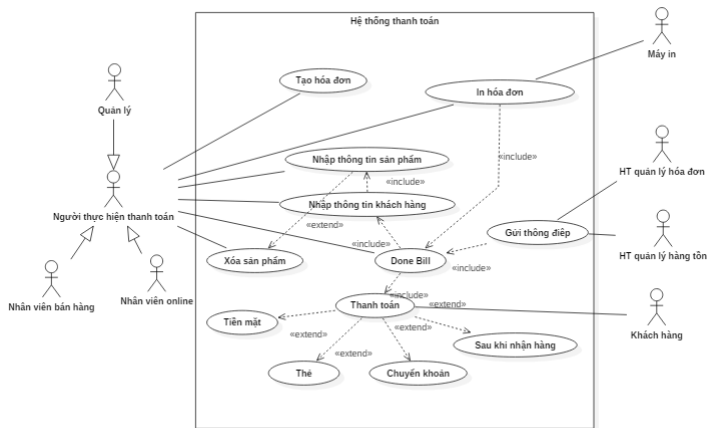 Hệ thống thanh toán
Máy in
Tạo hóa đơn
In hóa đơn
Quản lý
Nhập thông tin sản phẩm
«include»
HT quản lý hóa đơn
«include»
Người thực hiện thanh toán
Nhập thông tin khách hàng
«extend»
Gửi thông điệp
«include»
HT quản lý hàng tồn
Xóa sản phẩm
Done Bill
«include»
Nhân viên bán hàng
Nhân viên online
«include»
Thanh toán
«extend»
Tiền mặt
«extend»
«extend»
Khách hàng
Sau khi nhận hàng
«extend»
Thẻ
Chuyển khoản